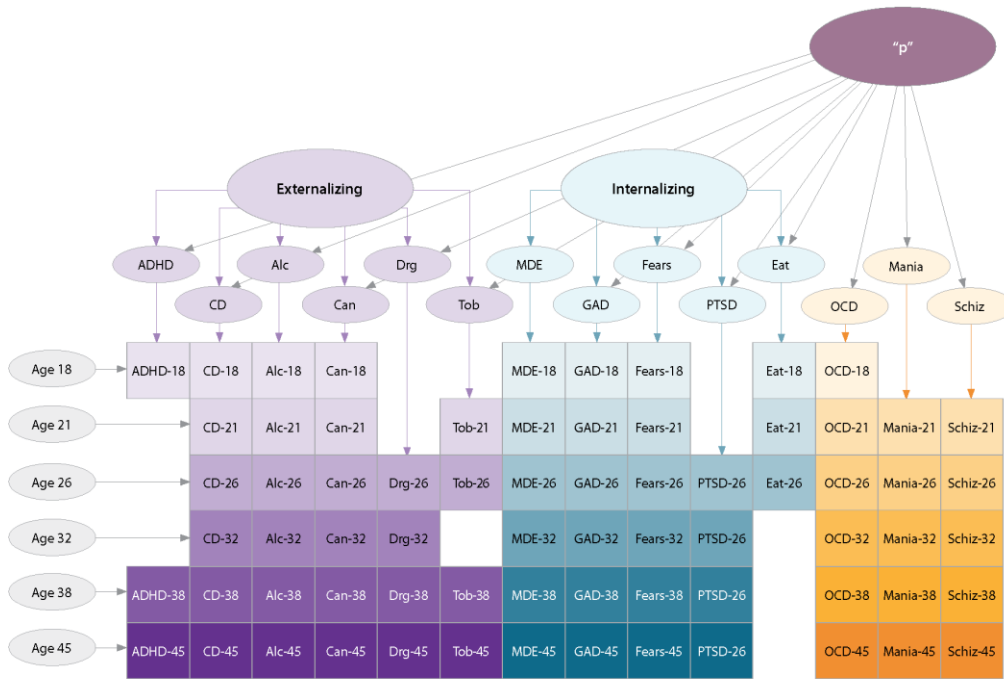 “p”
Externalizing
Internalizing
ADHD
Alc
Drg
MDE
Fears
Eat
Mania
CD
Can
Tob
GAD
PTSD
OCD
Schiz
Age 18
ADHD-18 CD-18 Alc-18 Can-18 MDE-18 GAD-18 Fears-18 Eat-18 OCD-18
Age 21
CD-21 Alc-21 Can-21 Tob-21 MDE-21 GAD-21 Fears-21 Eat-21 OCD-21 Mania-21 Schiz-21
Age 26
CD-26 Alc-26 Can-26 Drg-26 Tob-26 MDE-26 GAD-26 Fears-26 PTSD-26 Eat-26 OCD-26 Mania-26 Schiz-26
Age 32
CD-32 Alc-32 Can-32 Drg-32 MDE-32 GAD-32 Fears-32 PTSD-26 OCD-32 Mania-32 Schiz-32
Age 38
ADHD-38 CD-38 Alc-38 Can-38 Drg-38 Tob-38 MDE-38 GAD-38 Fears-38 PTSD-26 OCD-38 Mania-38 Schiz-38
Age 45
ADHD-45 CD-45 Alc-45 Can-45 Drg-45 Tob-45 MDE-45 GAD-45 Fears-45 PTSD-26 OCD-45 Mania-45 Schiz-45